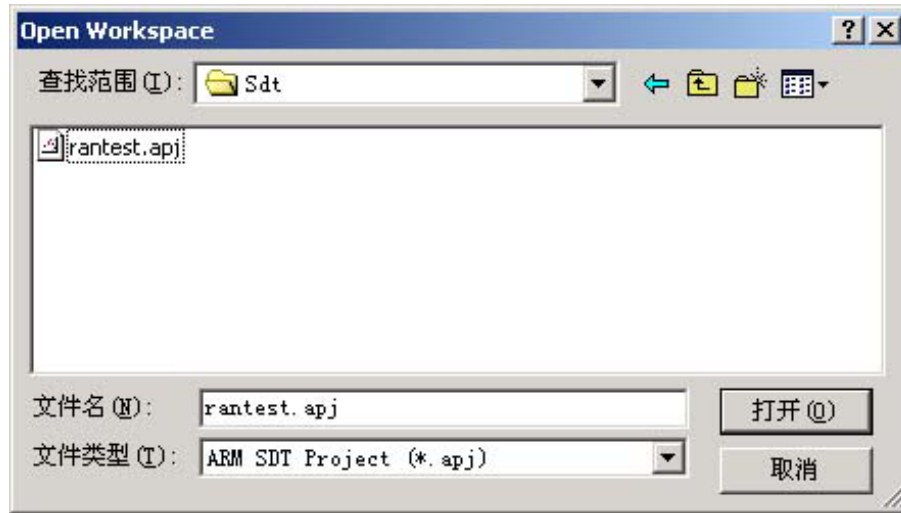 Open Workspace
查找范围(I): Sdt
rantest.apj
文件名(N): rantest.apj 打开(O)
文件类型(T): ARM SDT Project (*.apj) 取消